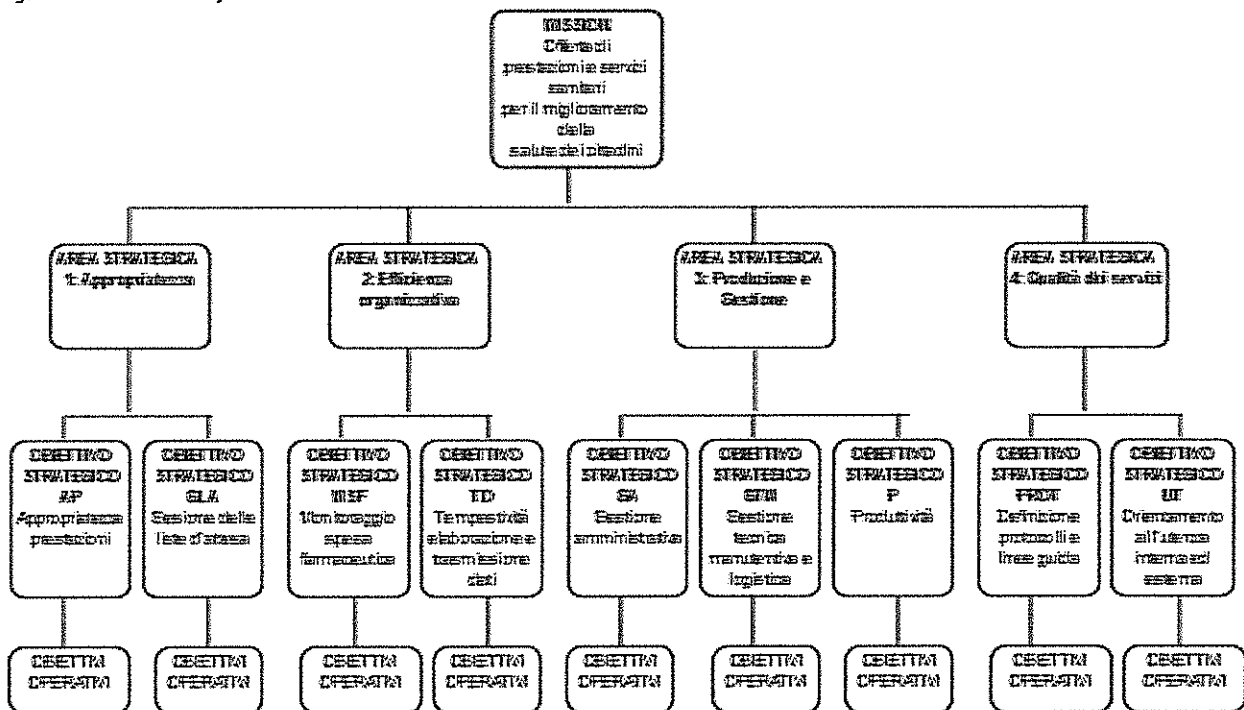 MISSION
Offerta di
prestazioni e servizi
sanitari
per il miglioramento
della
salute dei cittadini
AREA STRATEGICA
1: Appropriatezza
AREA STRATEGICA
2: Efficienza
organizzativa
AREA STRATEGICA
3: Produzione e
Gestione
AREA STRATEGICA
4: Qualità dei servizi
OBIETTIVO
STRATEGICO
AP
Appropriatezza
prestazioni
OBIETTIVO
STRATEGICO
GLA
Gestione delle
liste d'attesa
OBIETTIVO
STRATEGICO
MSF
Monitoraggio
spesa
farmaceutica
OBIETTIVO
STRATEGICO
TD
Tempestività
elaborazione e
trasmissione
dati
OBIETTIVO
STRATEGICO
GA
Gestione
amministrativa
OBIETTIVO
STRATEGICO
GTM
Gestione
tecnica
manutentiva e
logistica
OBIETTIVO
STRATEGICO
P
Produttività
OBIETTIVO
STRATEGICO
PROT
Definizione
protocolli e
linee guida
OBIETTIVO
STRATEGICO
UT
Orientamento
all'utenza
interna ed
esterna
OBIETTIVI
OPERATIVI
OBIETTIVI
OPERATIVI
OBIETTIVI
OPERATIVI
OBIETTIVI
OPERATIVI
OBIETTIVI
OPERATIVI
OBIETTIVI
OPERATIVI
OBIETTIVI
OPERATIVI
OBIETTIVI
OPERATIVI
OBIETTIVI
OPERATIVI